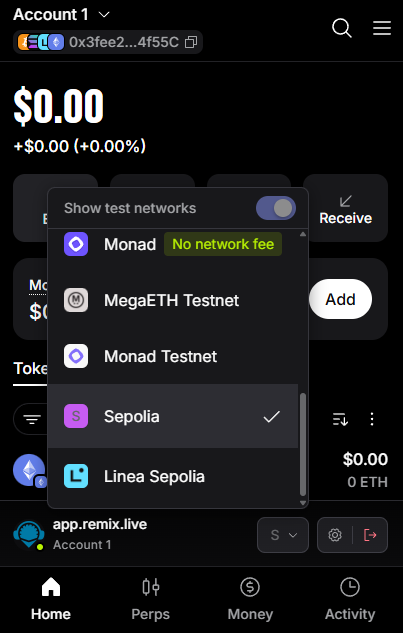 Account 1
0x3fee2...4f55C
$0.00
+$0.00 (+0.00%)
Receive
Show test networks
Monad No network fee
MegaETH Testnet
Add
Monad Testnet
Toke
Sepolia
$0.00
Linea Sepolia
0 ETH
app.remix.live
Account 1
S
Home
Perps
Money
Activity